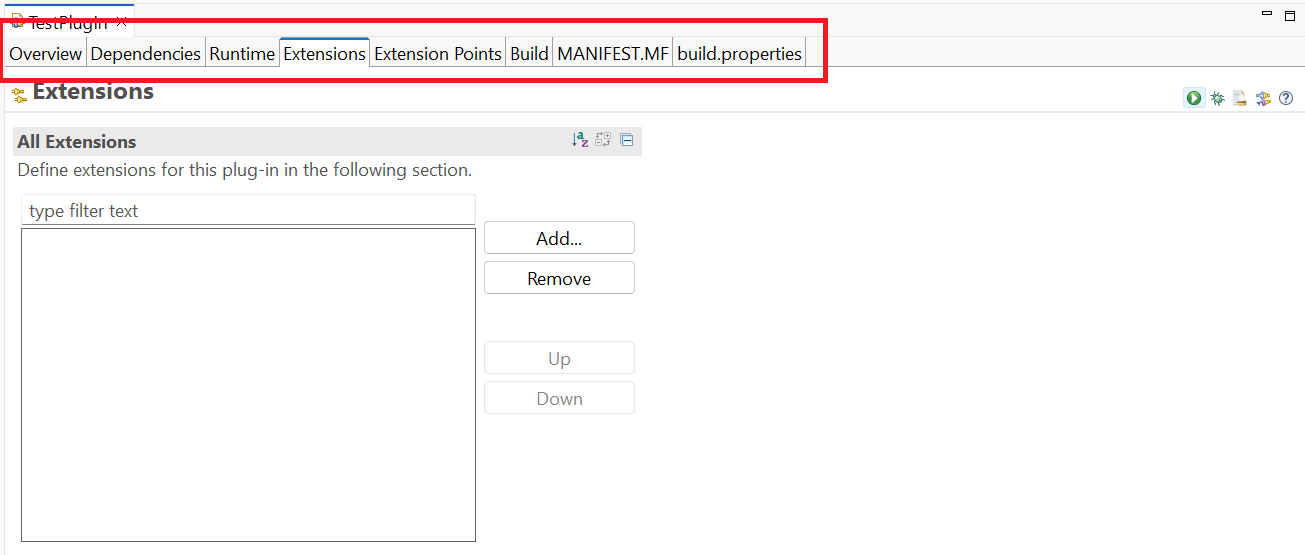 TestPlugIn
Overview Dependencies Runtime Extensions Extension Points Build MANIFEST.MF build.properties
Extensions
All Extensions
Define extensions for this plug-in in the following section.
type filter text
Add...
Remove
Up
Down